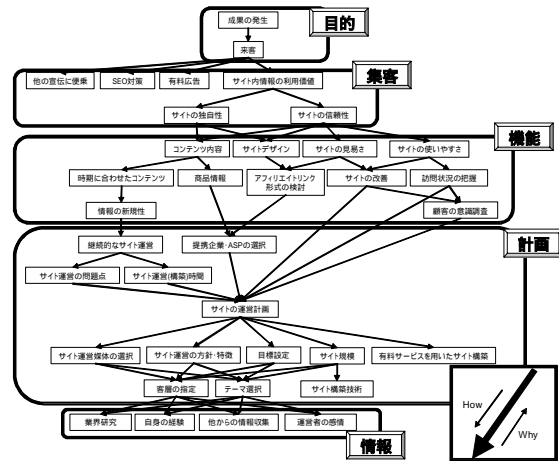 成果の発生
目的
来客
集客
他の宣伝に便乗
SEO対策
有料広告
サイト内情報の利用価値
サイトの独自性
サイトの信頼性
機能
コンテンツ内容
サイトデザイン
サイトの見易さ
サイトの使いやすさ
時期に合わせたコンテンツ
商品情報
アフィリエイトリンク
形式の検討
サイトの改善
訪問状況の把握
情報の新規性
顧客の意識調査
計画
継続的なサイト運営
提携企業・ASPの選択
サイト運営の問題点
サイト運営(構築)時間
サイトの運営計画
サイト運営媒体の選択
サイト運営の方針・特徴
目標設定
サイト規模
有料サービスを用いたサイト構築
客層の指定
テーマ選択
サイト構築技術
業界研究
自身の経験
他からの情報収集
運営者の感情
情報
How
Why